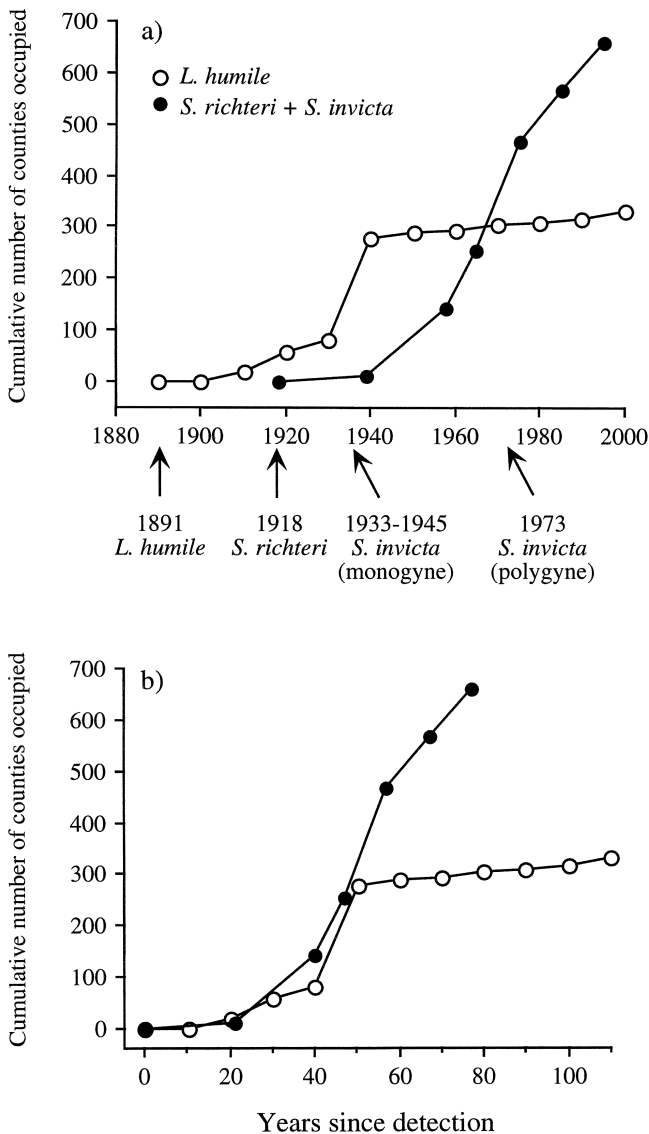 Cumulative number of counties occupied
700
600
500
400
300
200
100
0
a)
L. humile
S. richteri + S. invicta
1880 1900 1920 1940 1960 1980 2000
1891 1918 1933-1945 1973
L. humile S. richteri S. invicta S. invicta
(monogyne) (polygyne)
Cumulative number of counties occupied
700
600
500
400
300
200
100
0
b)
0 20 40 60 80 100
Years since detection